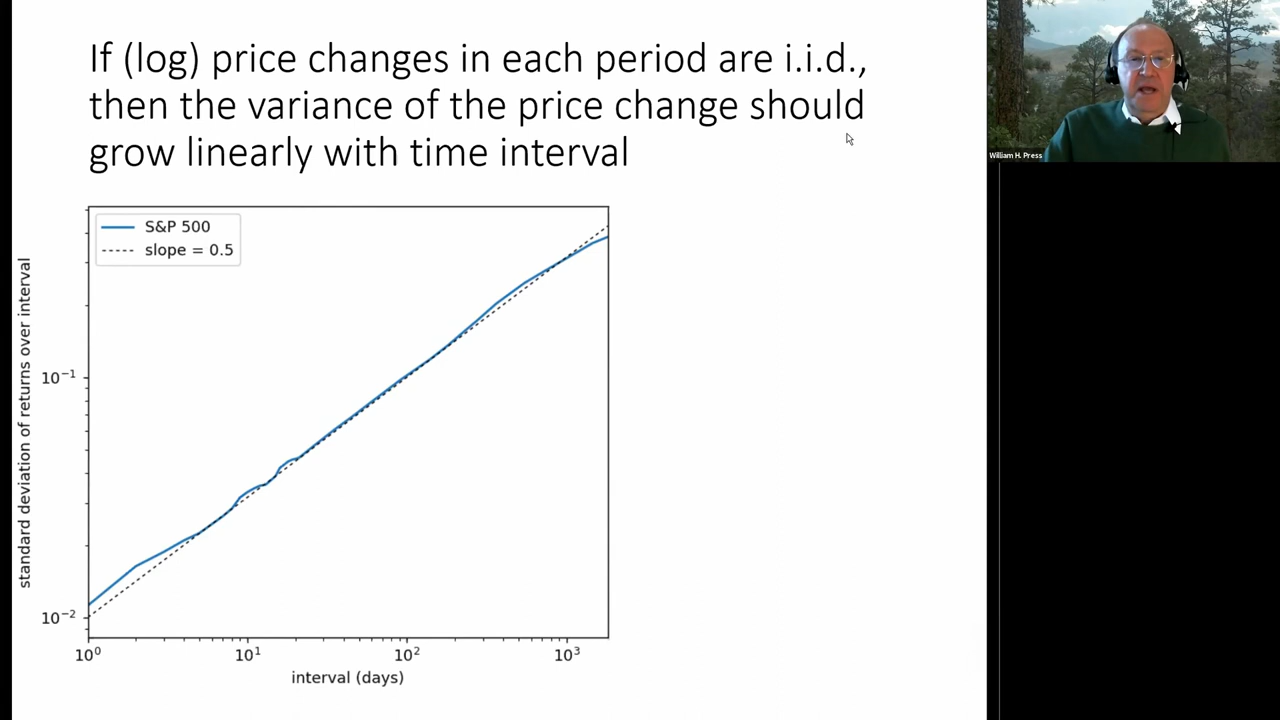 If (log) price changes in each period are i.i.d.,
then the variance of the price change should
grow linearly with time interval
William H. Press
S&P 500
slope = 0.5
standard deviation of returns over interval
10⁻¹
10⁻²
10⁰ 10¹ 10² 10³
interval (days)